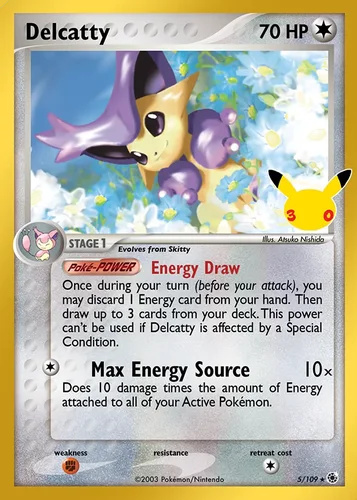 Delcatty 70 HP
30
STAGE 1
Evolves from Skitty
Illus. Atsuko Nishida
Poké-POWER Energy Draw
Once during your turn (before your attack), you
may discard 1 Energy card from your hand. Then
draw up to 3 cards from your deck. This power
can't be used if Delcatty is affected by a Special
Condition.
Max Energy Source 10×
Does 10 damage times the amount of Energy
attached to all of your Active Pokémon.
weakness resistance retreat cost
©2003 Pokémon/Nintendo 5/109 ★